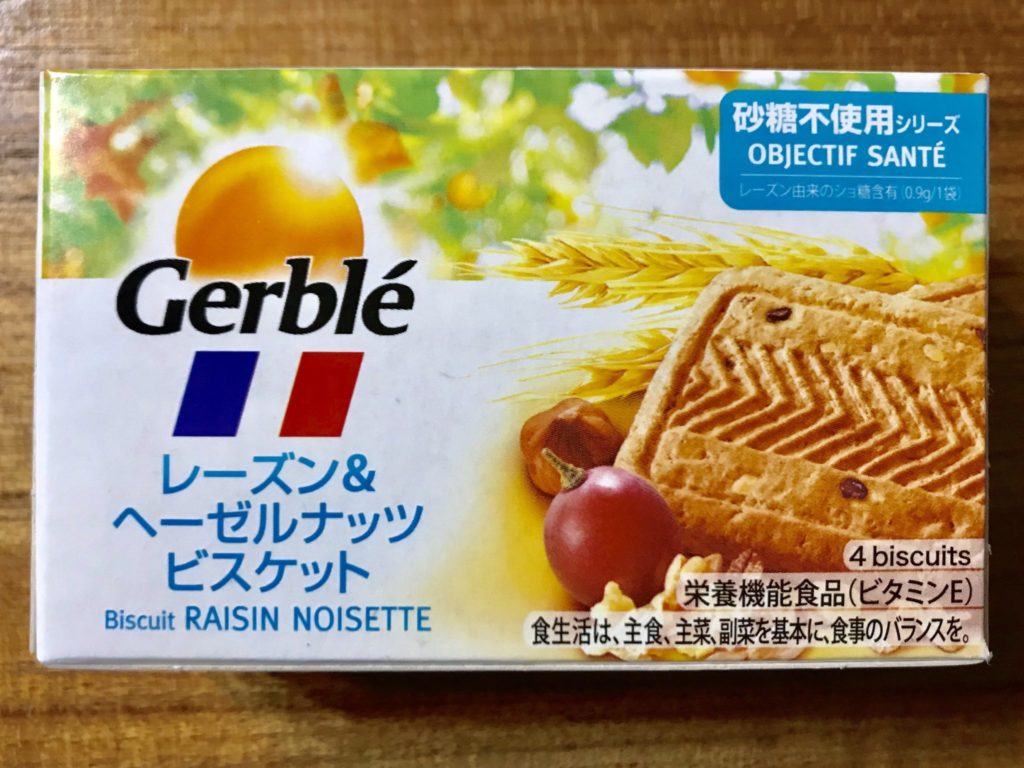 砂糖不使用シリーズ
OBJECTIF SANTÉ
レーズン由来のショ糖含有(0.9g/1袋)
Gerblé
レーズン&
ヘーゼルナッツ
ビスケット
Biscuit RAISIN NOISETTE
4 biscuits
栄養機能食品(ビタミンE)
食生活は、主食、主菜、副菜を基本に、食事のバランスを。